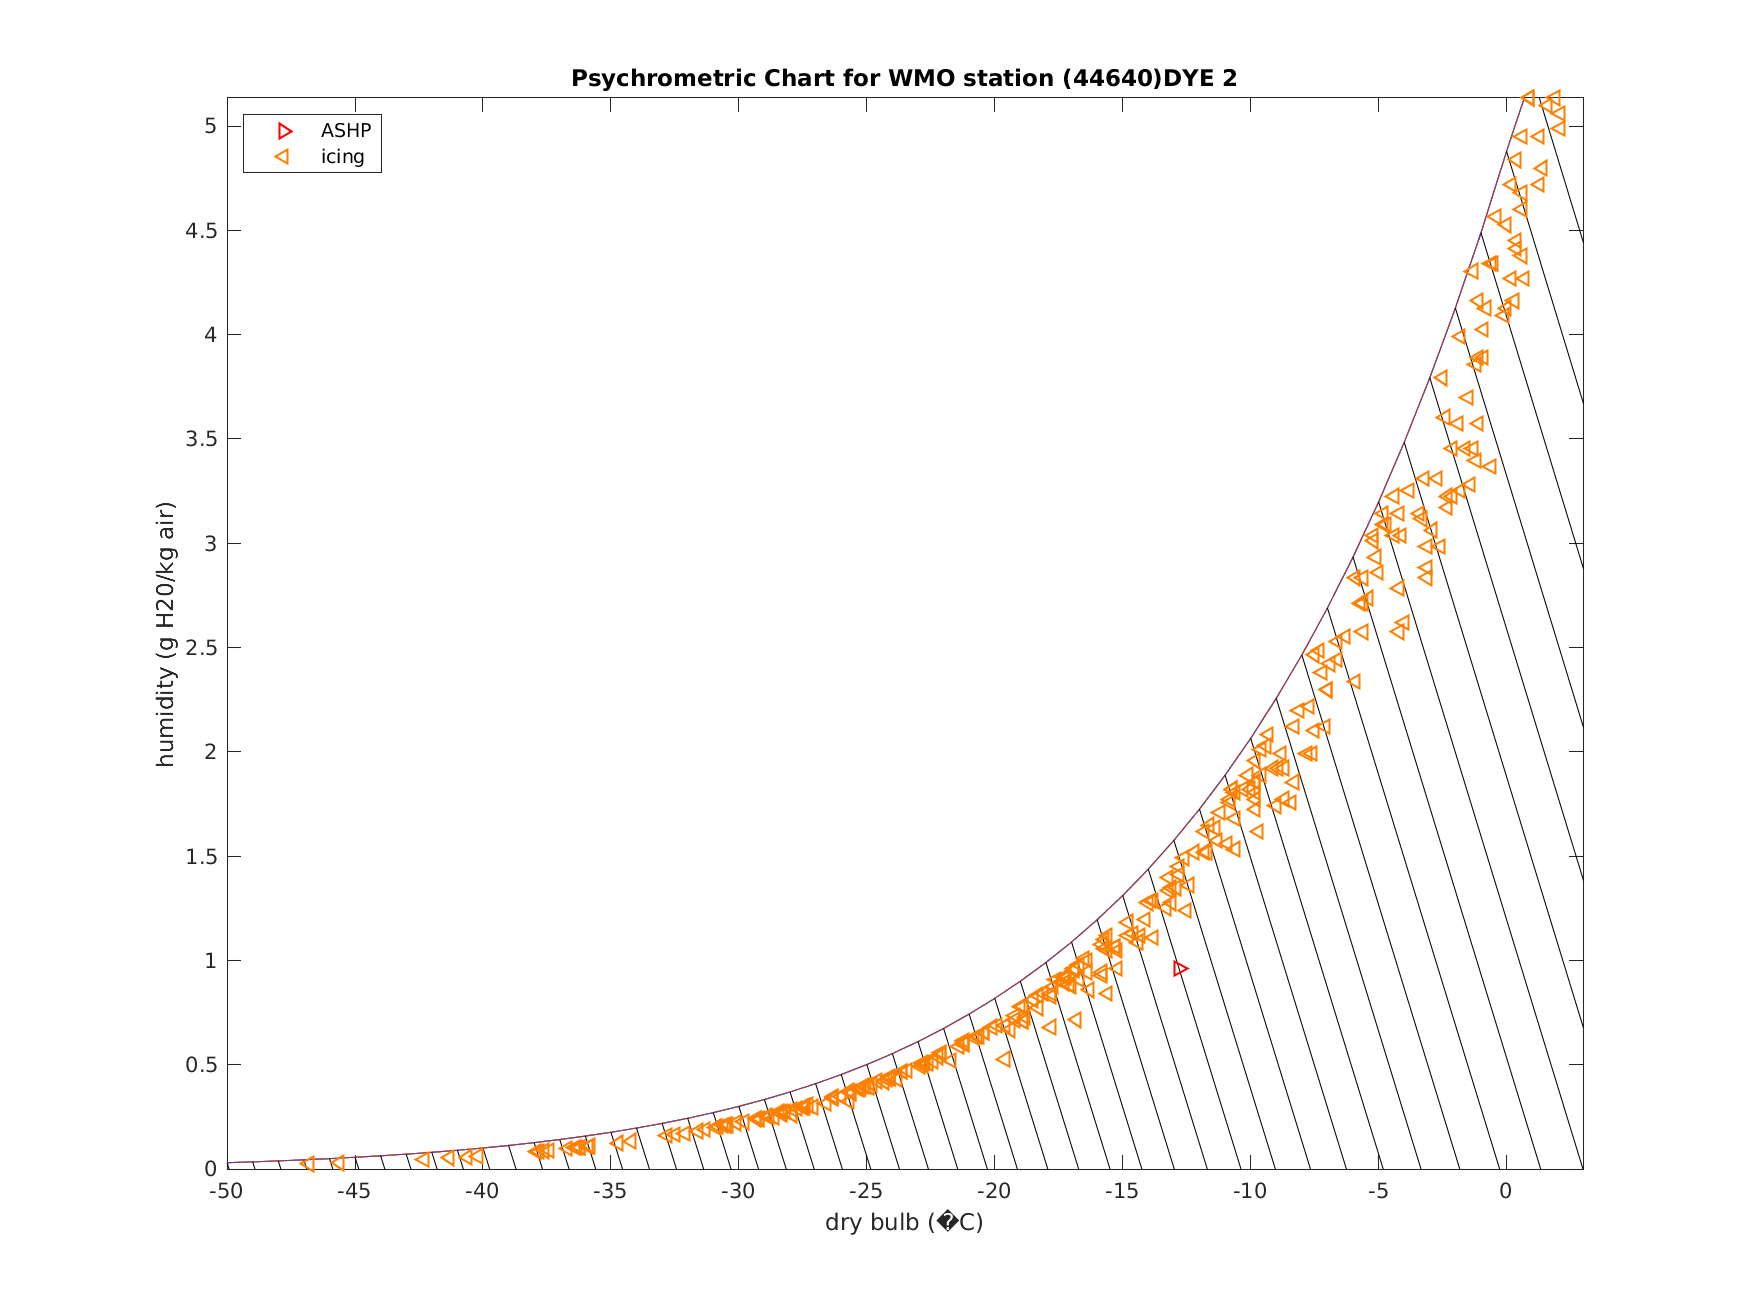 Psychrometric Chart for WMO station (44640)DYE 2
ASHP
icing
humidity (g H20/kg air)
5
4.5
4
3.5
3
2.5
2
1.5
1
0.5
0
-50 -45 -40 -35 -30 -25 -20 -15 -10 -5 0
dry bulb (�C)